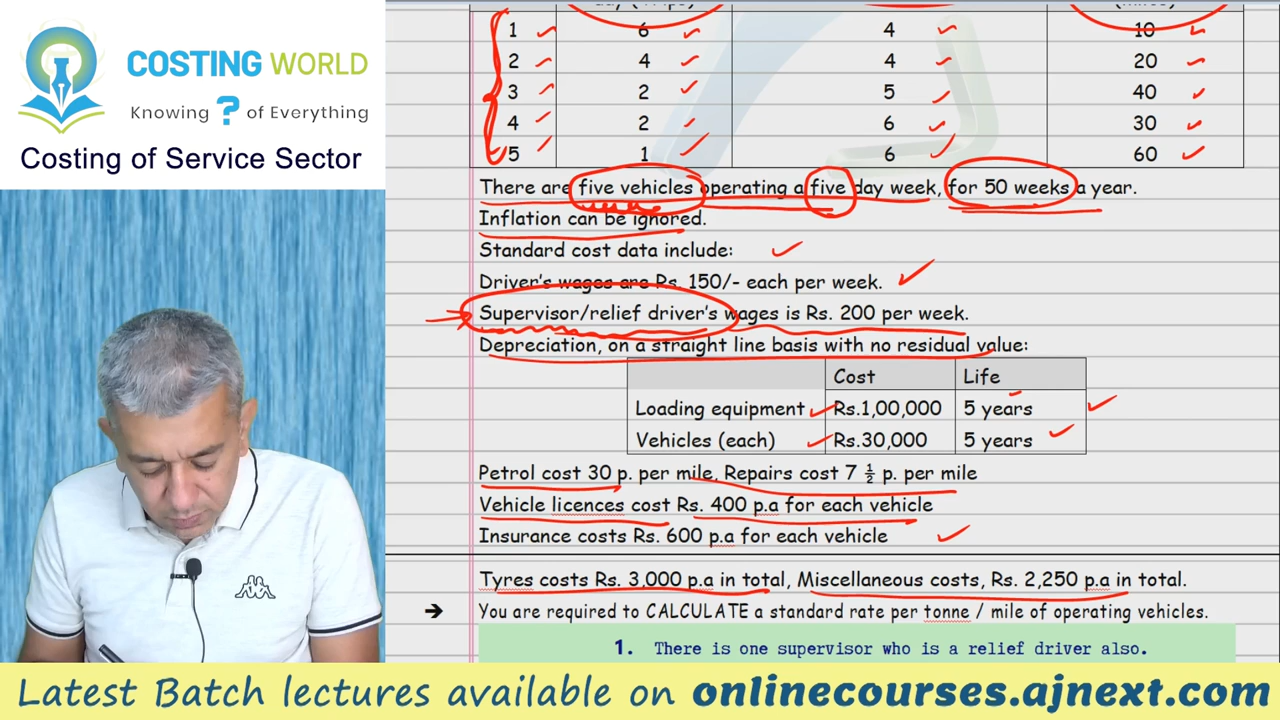 COSTING WORLD
Knowing ? of Everything
Costing of Service Sector
1 6 4 10
2 4 4 20
3 2 5 40
4 2 6 30
5 1 6 60
There are five vehicles operating a five day week, for 50 weeks a year.
Inflation can be ignored.
Standard cost data include:
Driver's wages are Rs. 150/- each per week.
Supervisor/relief driver's wages is Rs. 200 per week.
Depreciation, on a straight line basis with no residual value:
Cost Life
Loading equipment Rs.1,00,000 5 years
Vehicles (each) Rs.30,000 5 years
Petrol cost 30 p. per mile, Repairs cost 7 ½ p. per mile
Vehicle licences cost Rs. 400 p.a for each vehicle
Insurance costs Rs. 600 p.a for each vehicle
Tyres costs Rs. 3,000 p.a in total, Miscellaneous costs, Rs. 2,250 p.a in total.
➔ You are required to CALCULATE a standard rate per tonne / mile of operating vehicles.
1. There is one supervisor who is a relief driver also.
Latest Batch lectures available on onlinecourses.ajnext.com